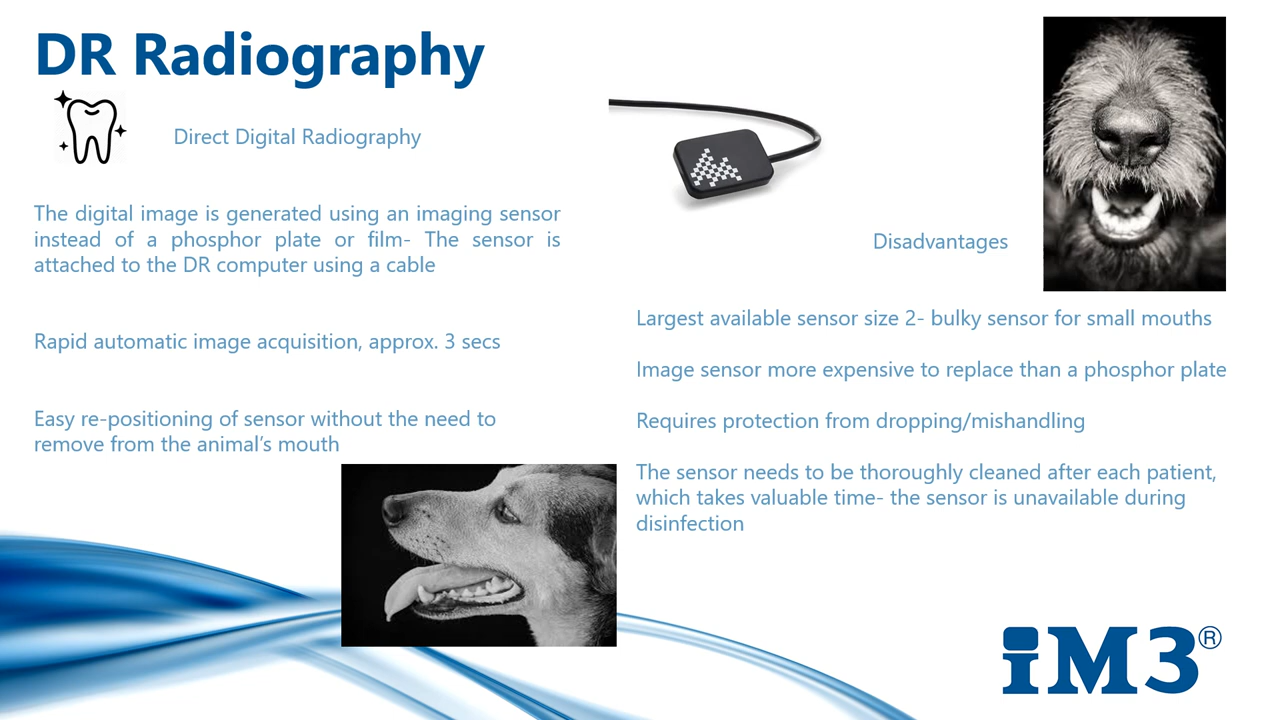 DR Radiography
Direct Digital Radiography
The digital image is generated using an imaging sensor
instead of a phosphor plate or film- The sensor is
attached to the DR computer using a cable
Rapid automatic image acquisition, approx. 3 secs
Easy re-positioning of sensor without the need to
remove from the animal’s mouth
Disadvantages
Largest available sensor size 2- bulky sensor for small mouths
Image sensor more expensive to replace than a phosphor plate
Requires protection from dropping/mishandling
The sensor needs to be thoroughly cleaned after each patient,
which takes valuable time- the sensor is unavailable during
disinfection
iM3®